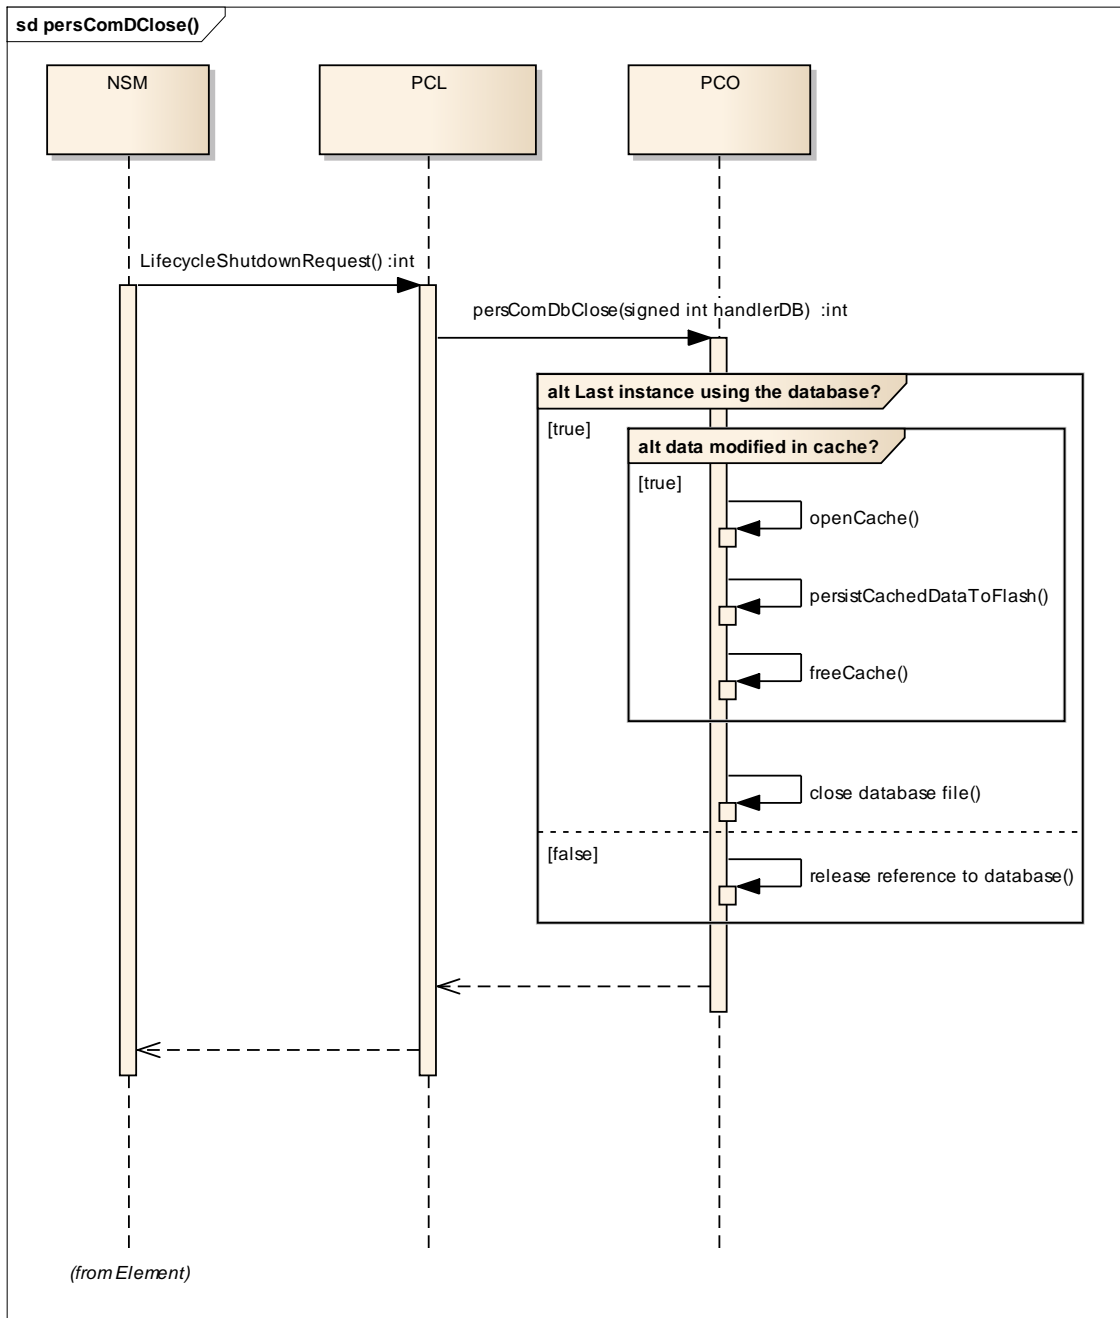 sd persComDClose()
NSM
PCL
PCO
LifecycleShutdownRequest() :int
persComDbClose(signed int handlerDB)  :int
alt Last instance using the database?
[true]
alt data modified in cache?
[true]
openCache()
persistCachedDataToFlash()
freeCache()
close database file()
[false]
release reference to database()
(from Element)